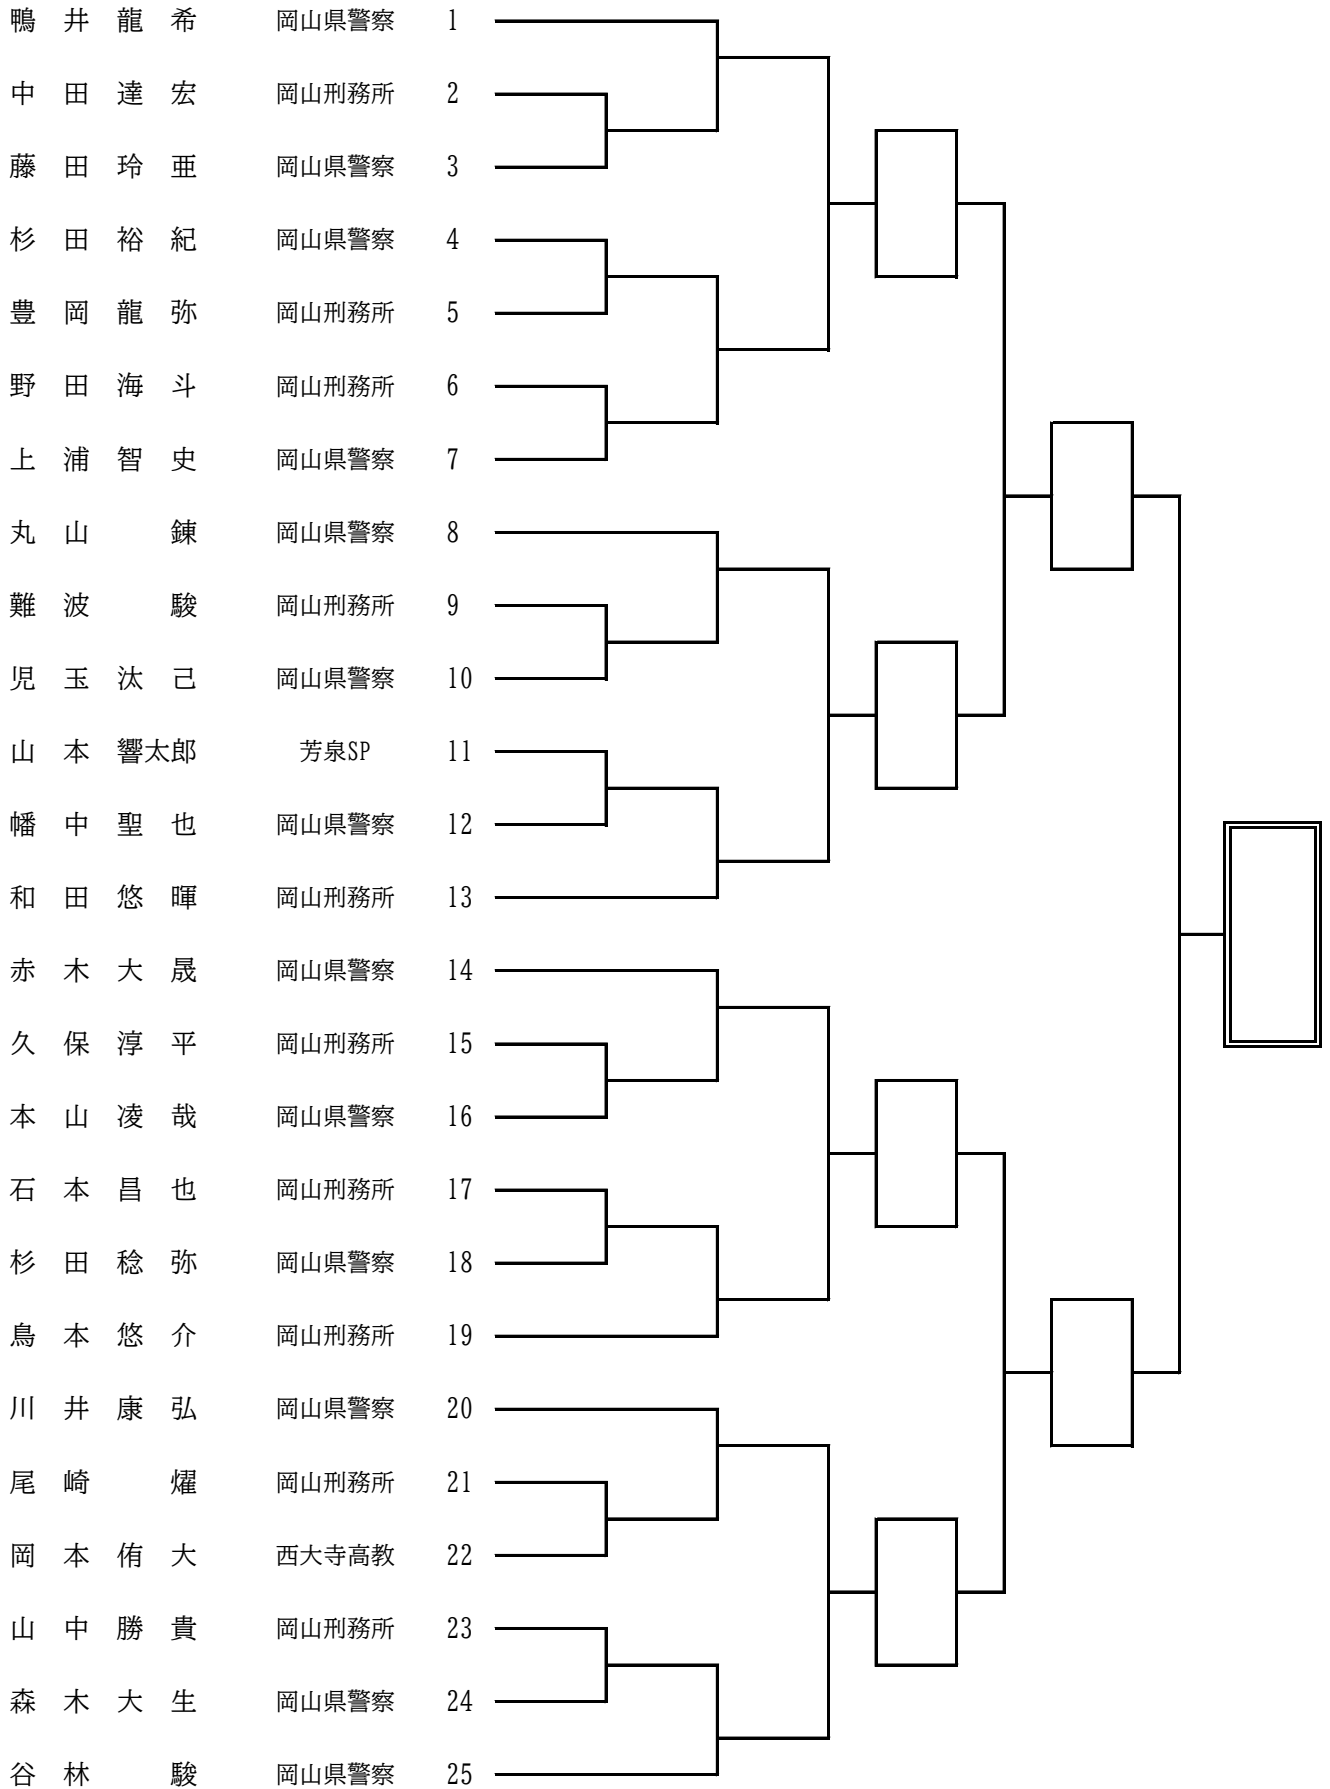 鴨井龍希 岡山県警察 1
中田達宏 岡山刑務所 2
藤田玲亜 岡山県警察 3
杉田裕紀 岡山県警察 4
豊岡龍弥 岡山刑務所 5
野田海斗 岡山刑務所 6
上浦智史 岡山県警察 7
丸山 錬 岡山県警察 8
難波 駿 岡山刑務所 9
児玉汰己 岡山県警察 10
山本響太郎 芳泉SP 11
幡中聖也 岡山県警察 12
和田悠暉 岡山刑務所 13
赤木大晟 岡山県警察 14
久保淳平 岡山刑務所 15
本山凌哉 岡山県警察 16
石本昌也 岡山刑務所 17
杉田稔弥 岡山県警察 18
鳥本悠介 岡山刑務所 19
川井康弘 岡山県警察 20
尾崎 燿 岡山刑務所 21
岡本侑大 西大寺高教 22
山中勝貴 岡山刑務所 23
森木大生 岡山県警察 24
谷林 駿 岡山県警察 25